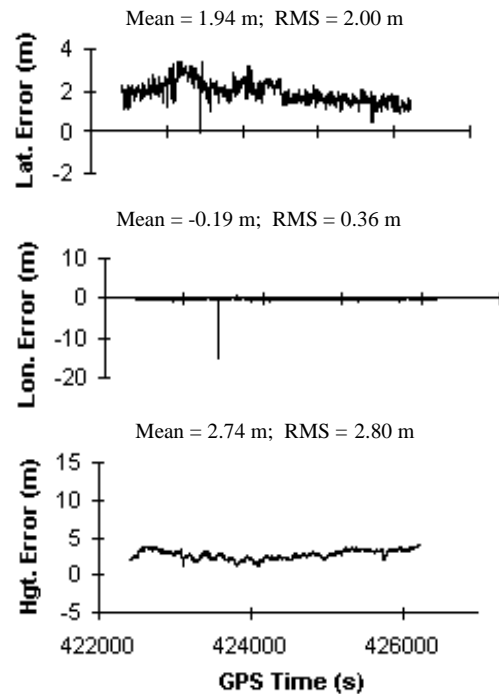 Mean = 1.94 m; RMS = 2.00 m
4
2
0
-2
Lat. Error (m)
Mean = -0.19 m; RMS = 0.36 m
10
0
-10
-20
Lon. Error (m)
Mean = 2.74 m; RMS = 2.80 m
15
10
5
0
-5
Hgt. Error (m)
422000 424000 426000
GPS Time (s)